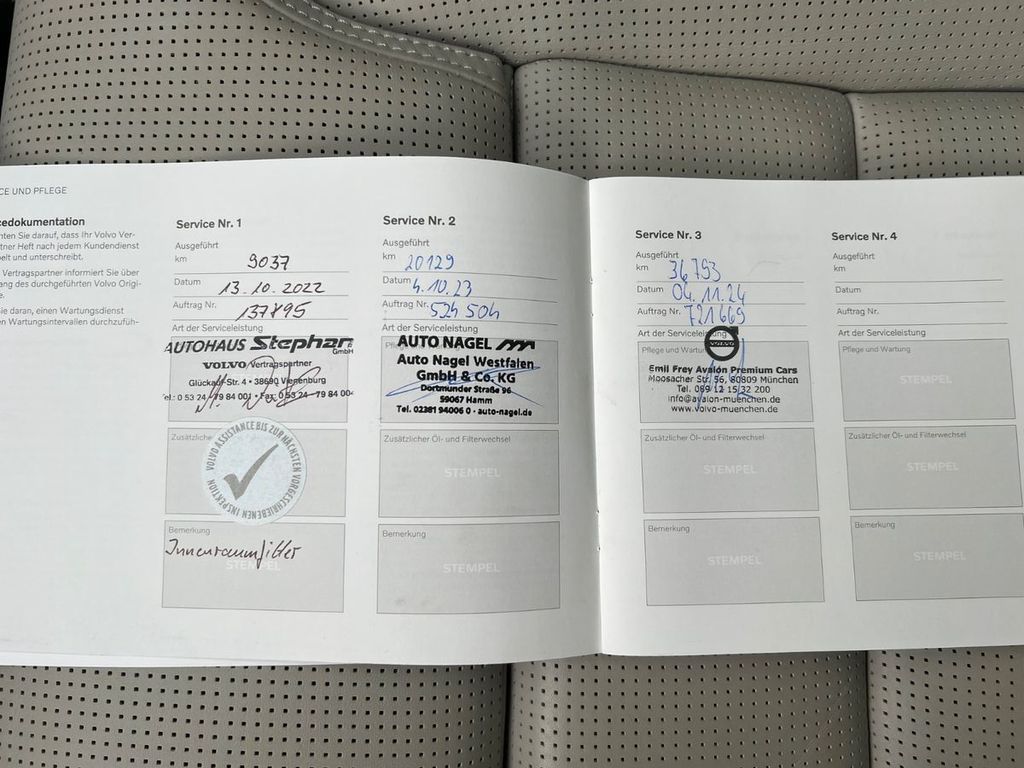 CE UND PFLEGE
cedokumentation
ten Sie darauf, dass Ihr Volvo Ver-
tner Heft nach jedem Kundendienst
elt und unterschreibt.
Vertragspartner informiert Sie über
ang des durchgeführten Volvo Origi-
e.
ie daran, einen Wartungsdienst
en Wartungsintervallen durchzufüh-
Service Nr. 1
Ausgeführt
km 9037
Datum 13.10.2022
Auftrag Nr. 137895
Art der Serviceleistung
AUTOHAUS Stephan
GmbH
VOLVO Vertragspartner
Glückauf-Str. 4 · 38690 Vienenburg
Tel.: 0 53 24 79 84 001 · Fax 0 53 24 79 84 00
Zusätzliche
VOLVO ASSISTANCE BIS ZUR NÄCHSTEN VORGESCHRIEBENEN INSPEKTION
Bemerkung
Innenraumfilter
STEMPEL
Service Nr. 2
Ausgeführt
km 20129
Datum 4.10.23
Auftrag Nr. 524504
Art der Serviceleistung
AUTO NAGEL
Auto Nagel Westfalen
GmbH & Co. KG
Dortmunder Straße 96
59067 Hamm
Tel. 02381 94006 0 · auto-nagel.de
Zusätzlicher Öl- und Filterwechsel
STEMPEL
Bemerkung
STEMPEL
Service Nr. 3
Ausgeführt
km 36793
Datum 04.11.24
Auftrag Nr. 721669
Art der Serviceleistung
VOLVO
Pflege und Wartung
Emil Frey Avalon Premium Cars
Moosacher Str. 56, 80809 München
Tel. 089 12 15 32 200
info@avalon-muenchen.de
www.volvo-muenchen.de
Zusätzlicher Öl- und Filterwechsel
STEMPEL
Bemerkung
STEMPEL
Service Nr. 4
Ausgeführt
km
Datum
Auftrag Nr.
Art der Serviceleistung
Pflege und Wartung
STEMPEL
Zusätzlicher Öl- und Filterwechsel
STEMPEL
Bemerkung
STEMPEL